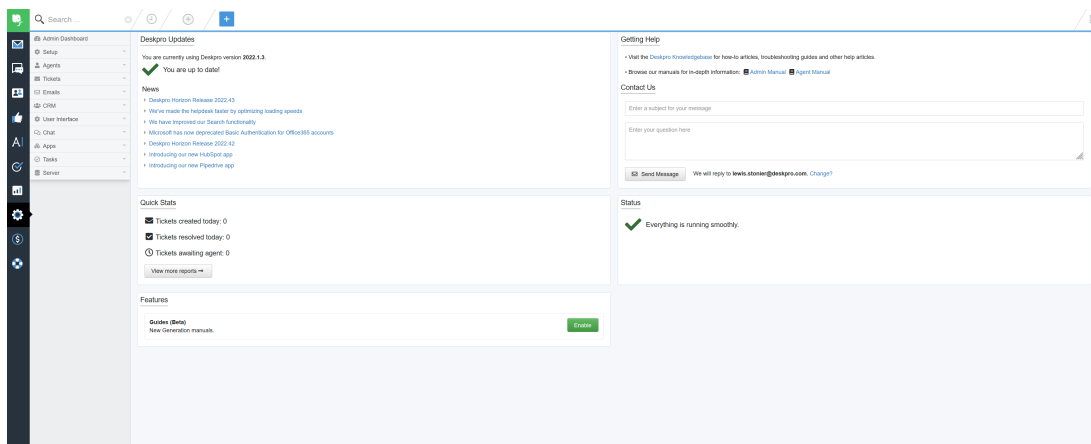 Search ...
Admin Dashboard
Setup
Agents
Tickets
Emails
CRM
User Interface
Chat
Apps
Tasks
Server
AI
Deskpro Updates
You are currently using Deskpro version 2022.1.3.
You are up to date!
News
Deskpro Horizon Release 2022.43
We've made the helpdesk faster by optimizing loading speeds
We have improved our Search functionality
Microsoft has now deprecated Basic Authentication for Office365 accounts
Deskpro Horizon Release 2022.42
Introducing our new HubSpot app
Introducing our new Pipedrive app
Getting Help
• Visit the Deskpro Knowledgebase for how-to articles, troubleshooting guides and other help articles.
• Browse our manuals for in-depth information: Admin Manual Agent Manual
Contact Us
Enter a subject for your message
Enter your question here
Send Message We will reply to lewis.stonier@deskpro.com. Change?
Quick Stats
Tickets created today: 0
Tickets resolved today: 0
Tickets awaiting agent: 0
View more reports →
Status
Everything is running smoothly.
Features
Guides (Beta)
New Generation manuals.
Enable